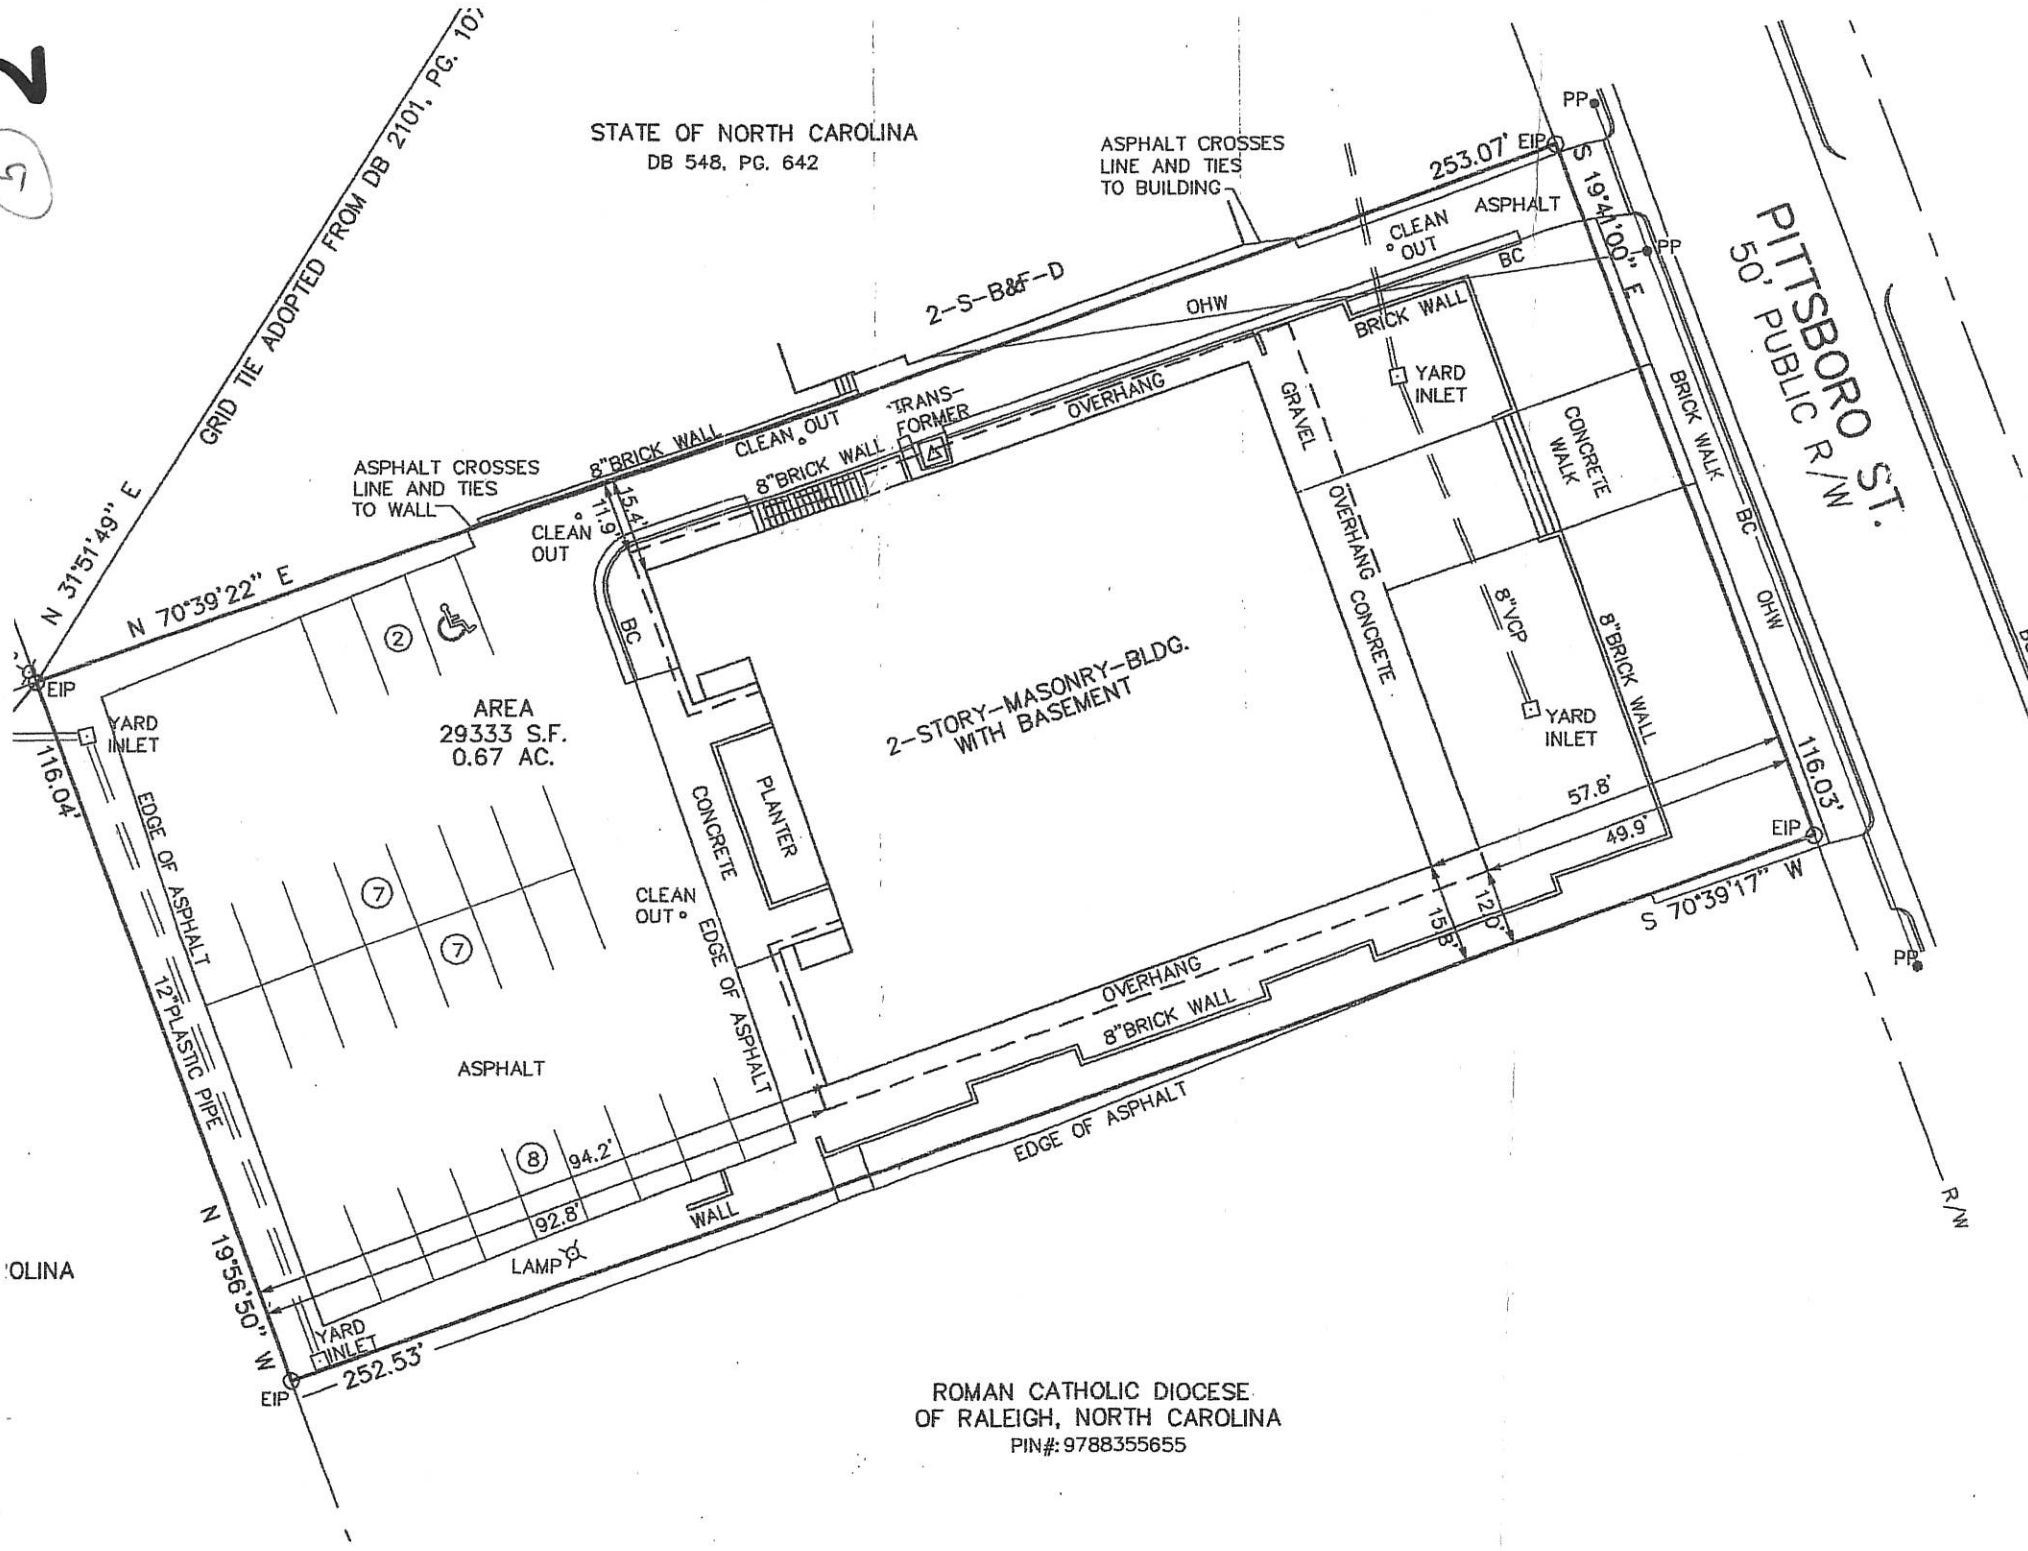 2
5
GRID TIE ADOPTED FROM DB 2101, PG. 107
STATE OF NORTH CAROLINA
DB 548, PG. 642
ASPHALT CROSSES
LINE AND TIES
TO BUILDING
253.07'
EIP
PP
S 19°41'00" E
PP
PITTSBORO ST.
50' PUBLIC R/W
CLEAN
OUT
ASPHALT
BC
2-S-B&F-D
OHW
BRICK WALL
YARD
INLET
TRANS-
FORMER
OVERHANG
GRAVEL
CONCRETE
WALK
BRICK WALK
BC
OHW
8"BRICK WALL
CLEAN OUT
8"BRICK WALL
ASPHALT CROSSES
LINE AND TIES
TO WALL
CLEAN
OUT
15.4'
11.9'
OVERHANG
CONCRETE
8"VCP
8"BRICK WALL
N 31°51'49" E
N 70°39'22" E
2
BC
EIP
YARD
INLET
AREA
29333 S.F.
0.67 AC.
2-STORY-MASONRY-BLDG.
WITH BASEMENT
YARD
INLET
116.04'
EDGE OF ASPHALT
CONCRETE
PLANTER
57.8'
49.9'
116.03'
EIP
S 70°39'17" W
7
7
CLEAN
OUT
EDGE OF ASPHALT
15.8'
12.0'
PP
12"PLASTIC PIPE
OVERHANG
8"BRICK WALL
ASPHALT
EDGE OF ASPHALT
8
94.2'
92.8'
WALL
LAMP
R/W
N 19°56'50" W
OLINA
YARD
INLET
252.53'
EIP
ROMAN CATHOLIC DIOCESE
OF RALEIGH, NORTH CAROLINA
PIN#: 9788355655